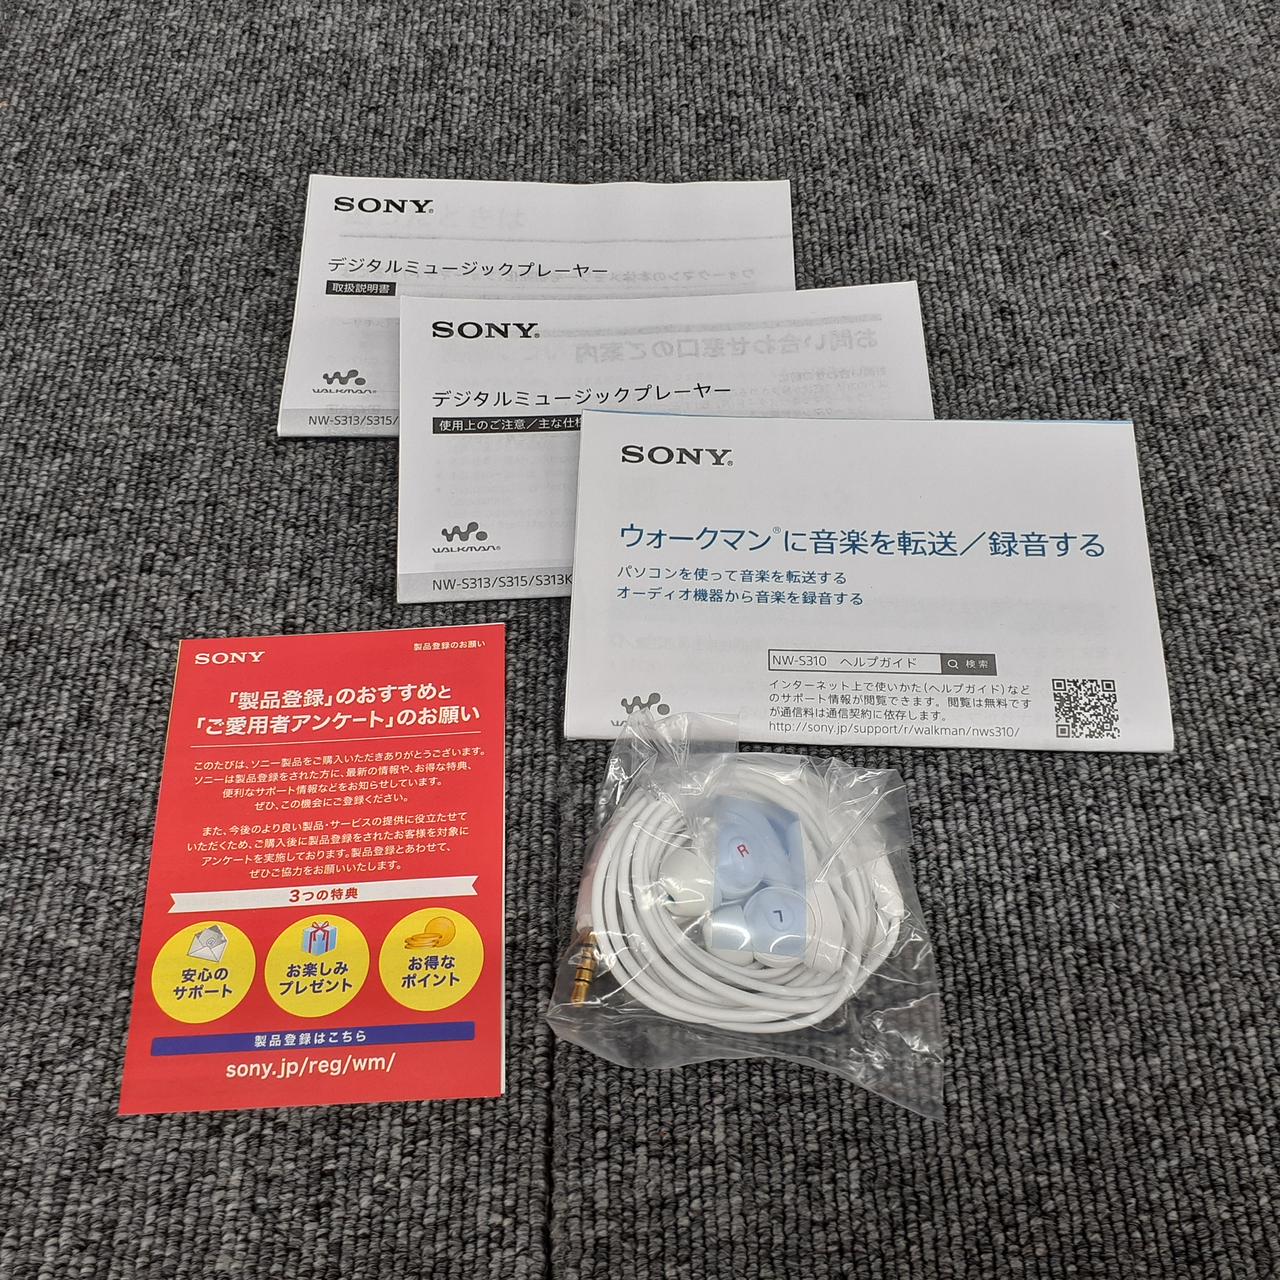 SONY
デジタルミュージックプレーヤー
取扱説明書
WALKMAN
NW-S313/S315/
SONY
デジタルミュージックプレーヤー
使用上のご注意/主な仕様
WALKMAN
NW-S313/S315/S313K
SONY
ウォークマン®に音楽を転送/録音する
パソコンを使って音楽を転送する
オーディオ機器から音楽を録音する
NW-S310 ヘルプガイド 検索
インターネット上で使いかた(ヘルプガイド)など
のサポート情報が閲覧できます。閲覧は無料です
が通信料は通信契約に依存します。
http://sony.jp/support/r/walkman/nws310/
SONY
製品登録のお願い
「製品登録」のおすすめと
「ご愛用者アンケート」のお願い
このたびは、ソニー製品をご購入いただきありがとうございます。
ソニーは製品登録をされた方に、最新の情報や、お得な特典、
便利なサポート情報などをお知らせしています。
ぜひ、この機会にご登録ください。
また、今後のより良い製品・サービスの提供に役立たせて
いただくため、ご購入後に製品登録をされたお客様を対象に
アンケートを実施しております。製品登録とあわせて、
ぜひご協力をお願いいたします。
3つの特典
安心の
サポート
お楽しみ
プレゼント
お得な
ポイント
製品登録はこちら
sony.jp/reg/wm/
R
L